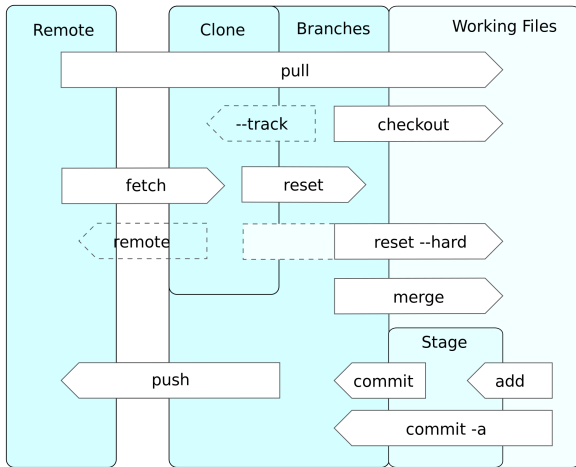 Remote
Clone
Branches
Working Files
pull
--track
checkout
fetch
reset
remote
reset --hard
merge
Stage
push
commit
add
commit -a